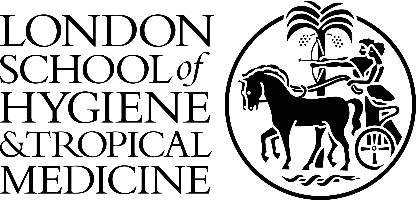 LONDON
SCHOOL of
HYGIENE
& TROPICAL
MEDICINE